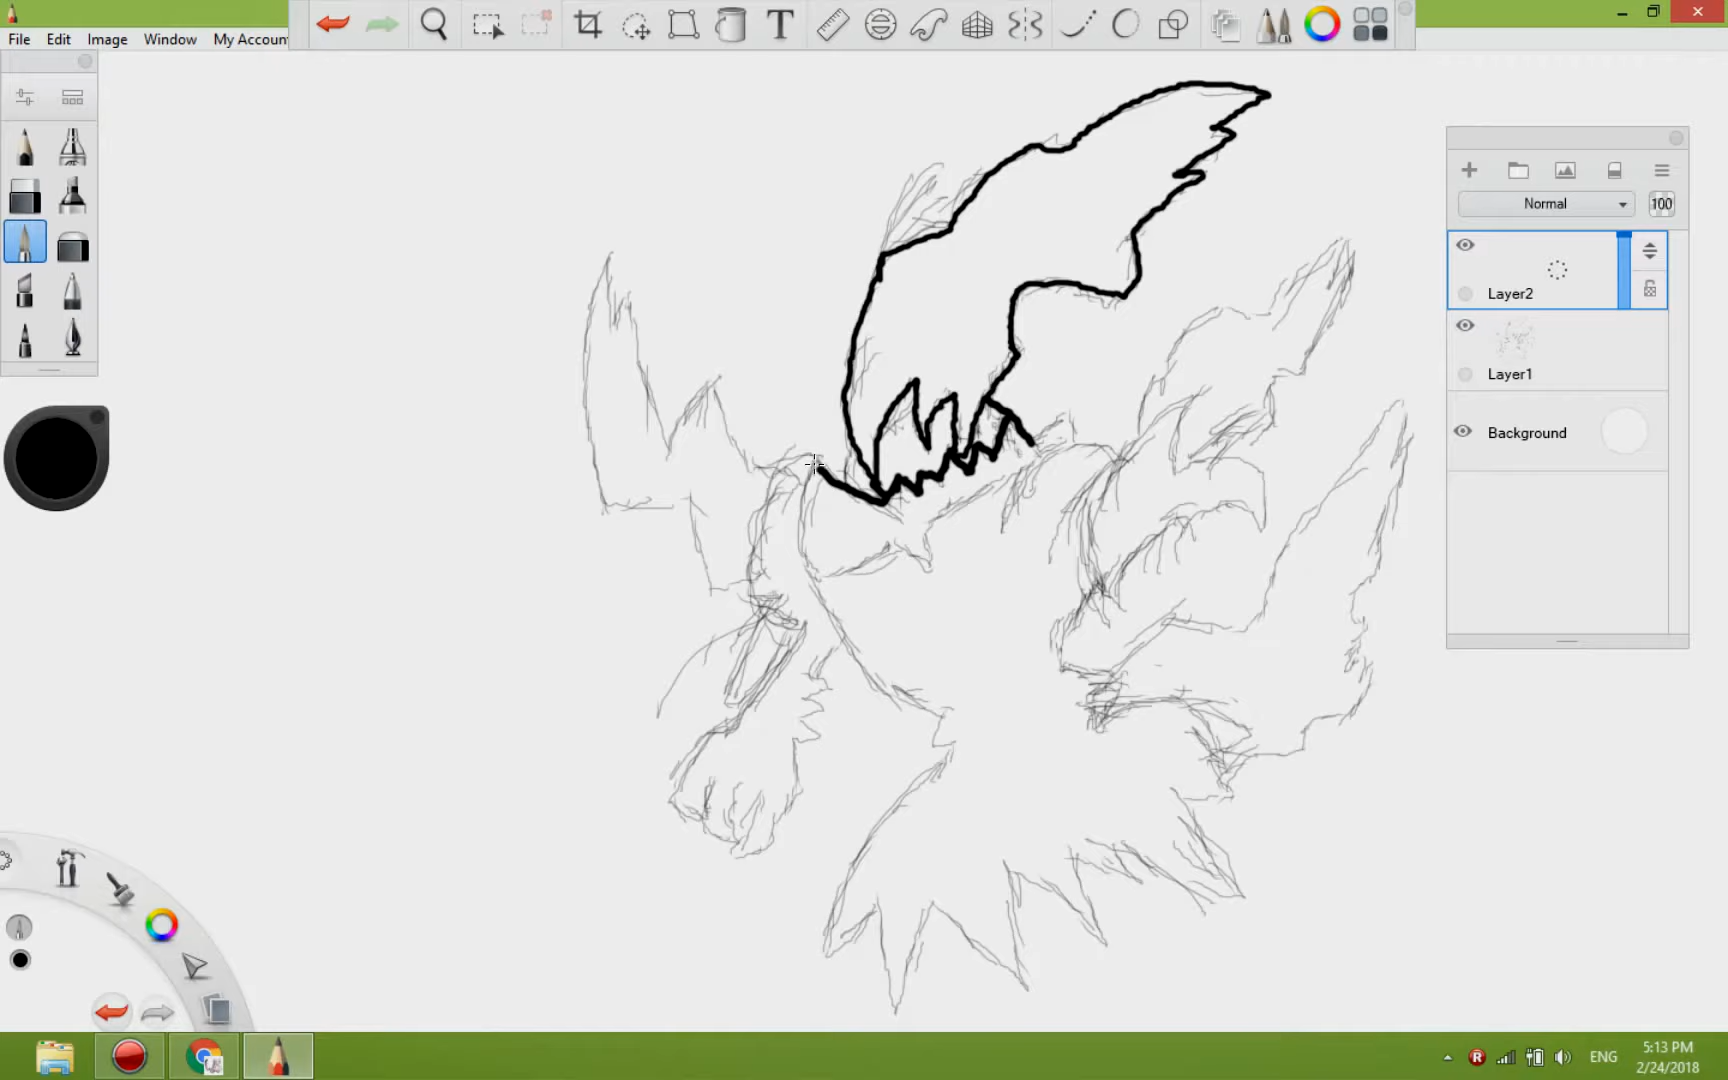 File Edit Image Window My Accoun
T
Normal 100
Layer2
Layer1
Background
R ENG 5:13 PM
2/24/2018